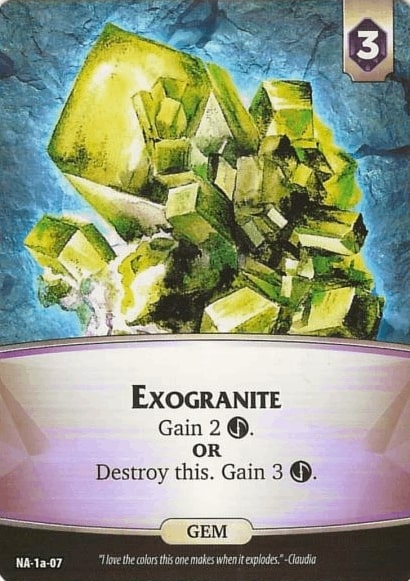 3
EXOGRANITE
Gain 2 .
OR
Destroy this. Gain 3 .
GEM
NA-1a-07
"I love the colors this one makes when it explodes." -Claudia